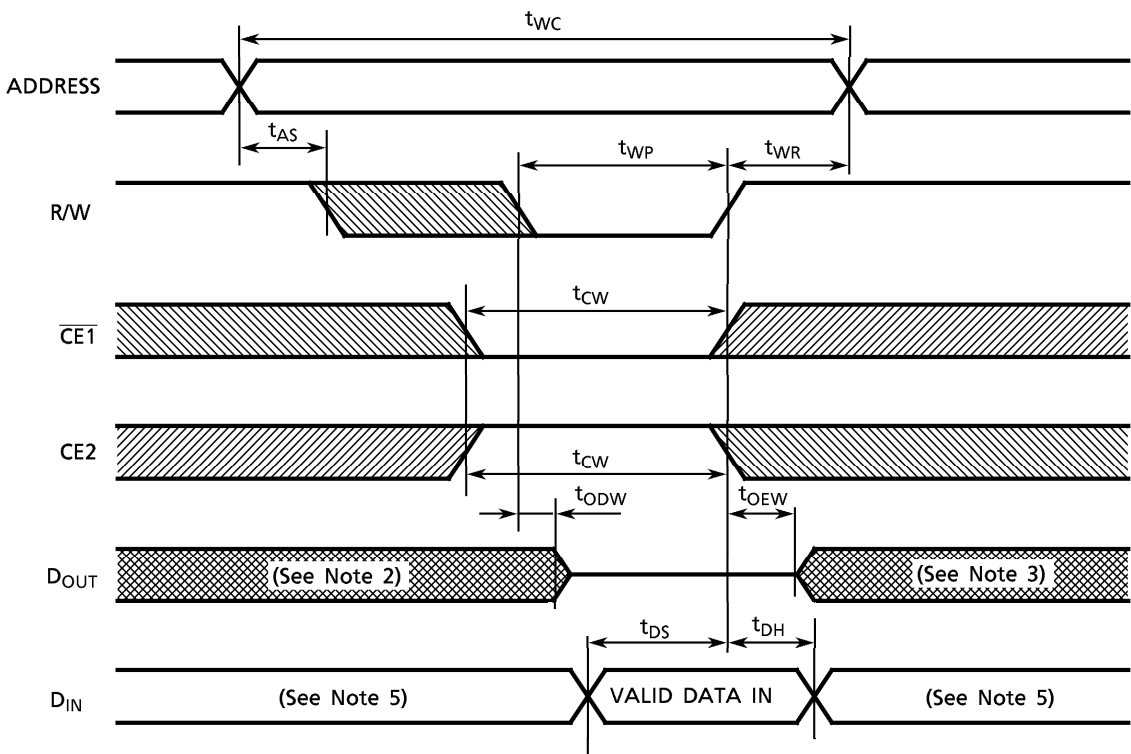 tWC
ADDRESS
tAS
tWP
tWR
R/W
tCW
CE1
CE2
tCW
tODW
tOEW
DOUT
(See Note 2)
(See Note 3)
tDS
tDH
DIN
(See Note 5)
VALID DATA IN
(See Note 5)